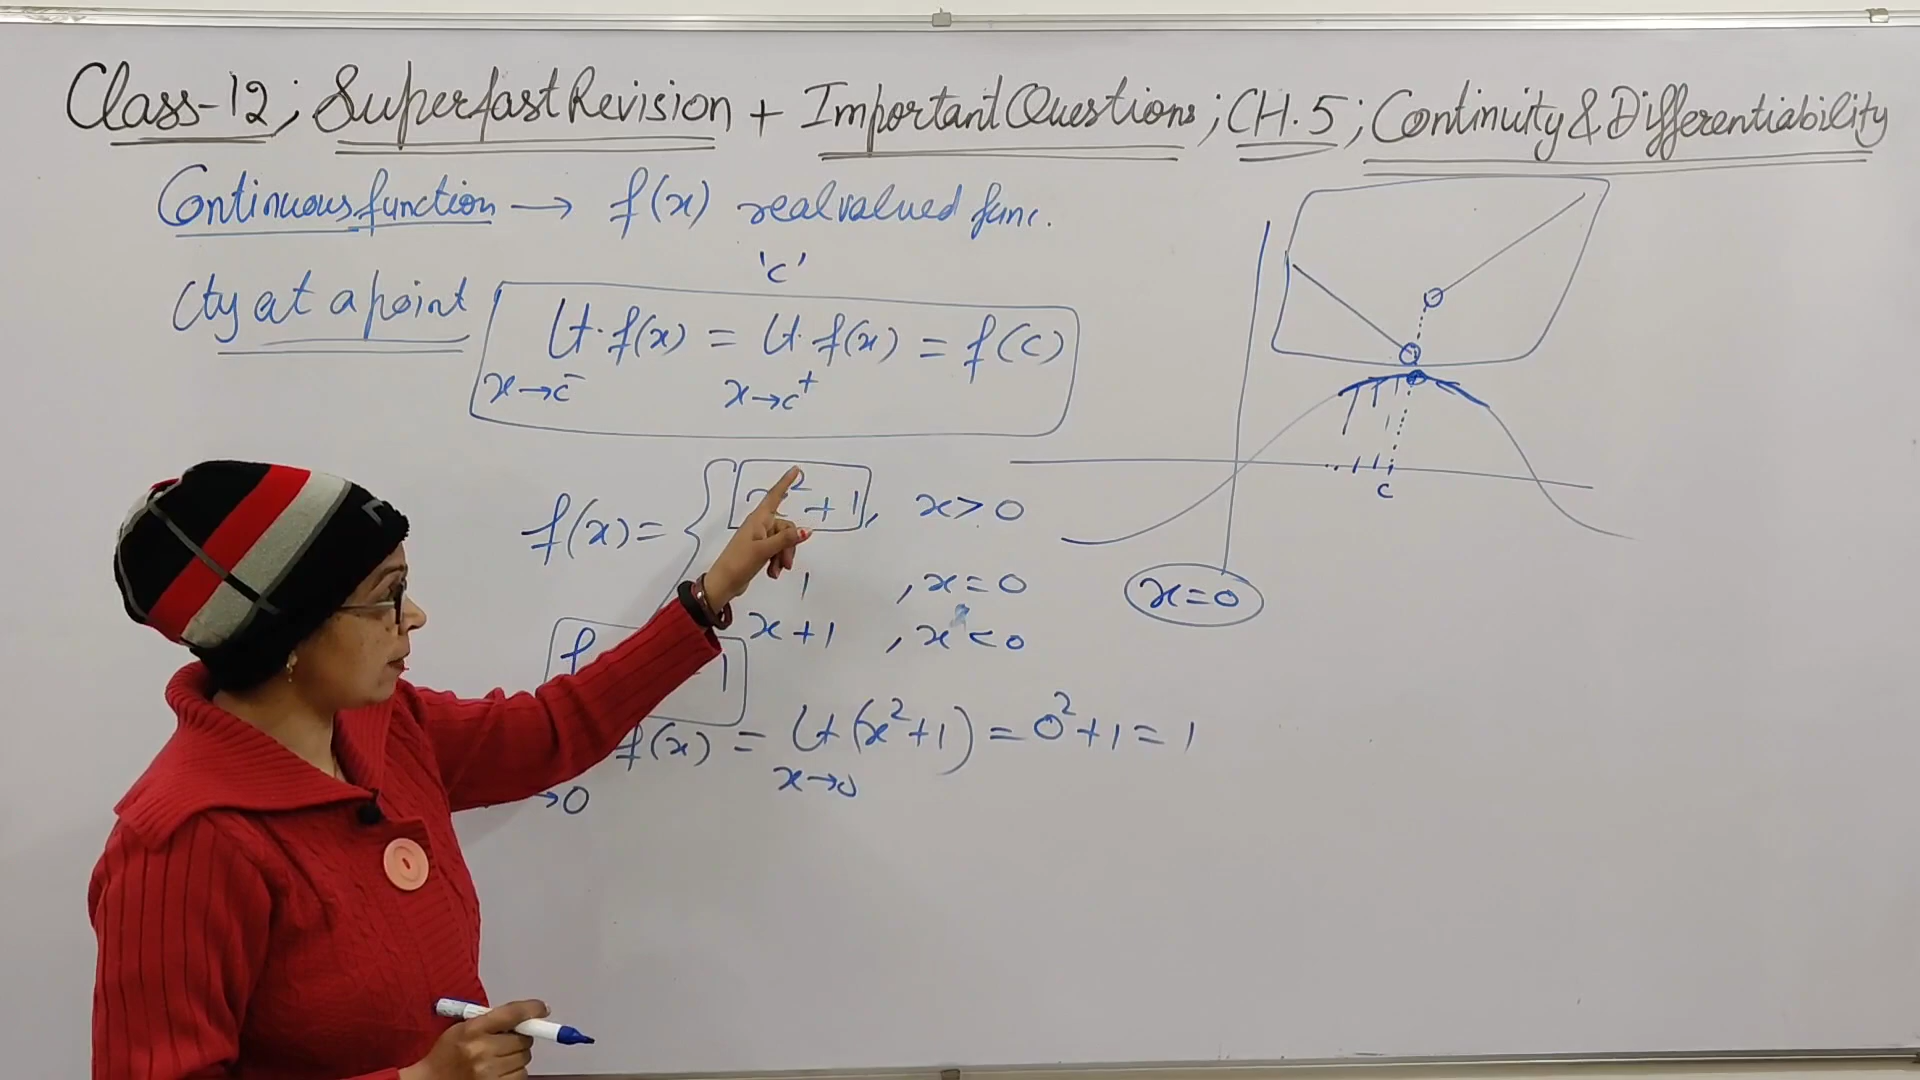 Class-12; Superfast Revision + Important Questions; CH.5; Continuity & Differentiability
Continuous function → f(x) real valued func.
'c'
Cty at a point
Lt. f(x) = Lt. f(x) = f(c)
x→c⁻ x→c⁺
f(x) = { x²+1, x>0
1 , x=0
x+1 , x<0
f 1
f(x) = Lt (x²+1) = 0²+1 = 1
→0 x→0
c
x=0